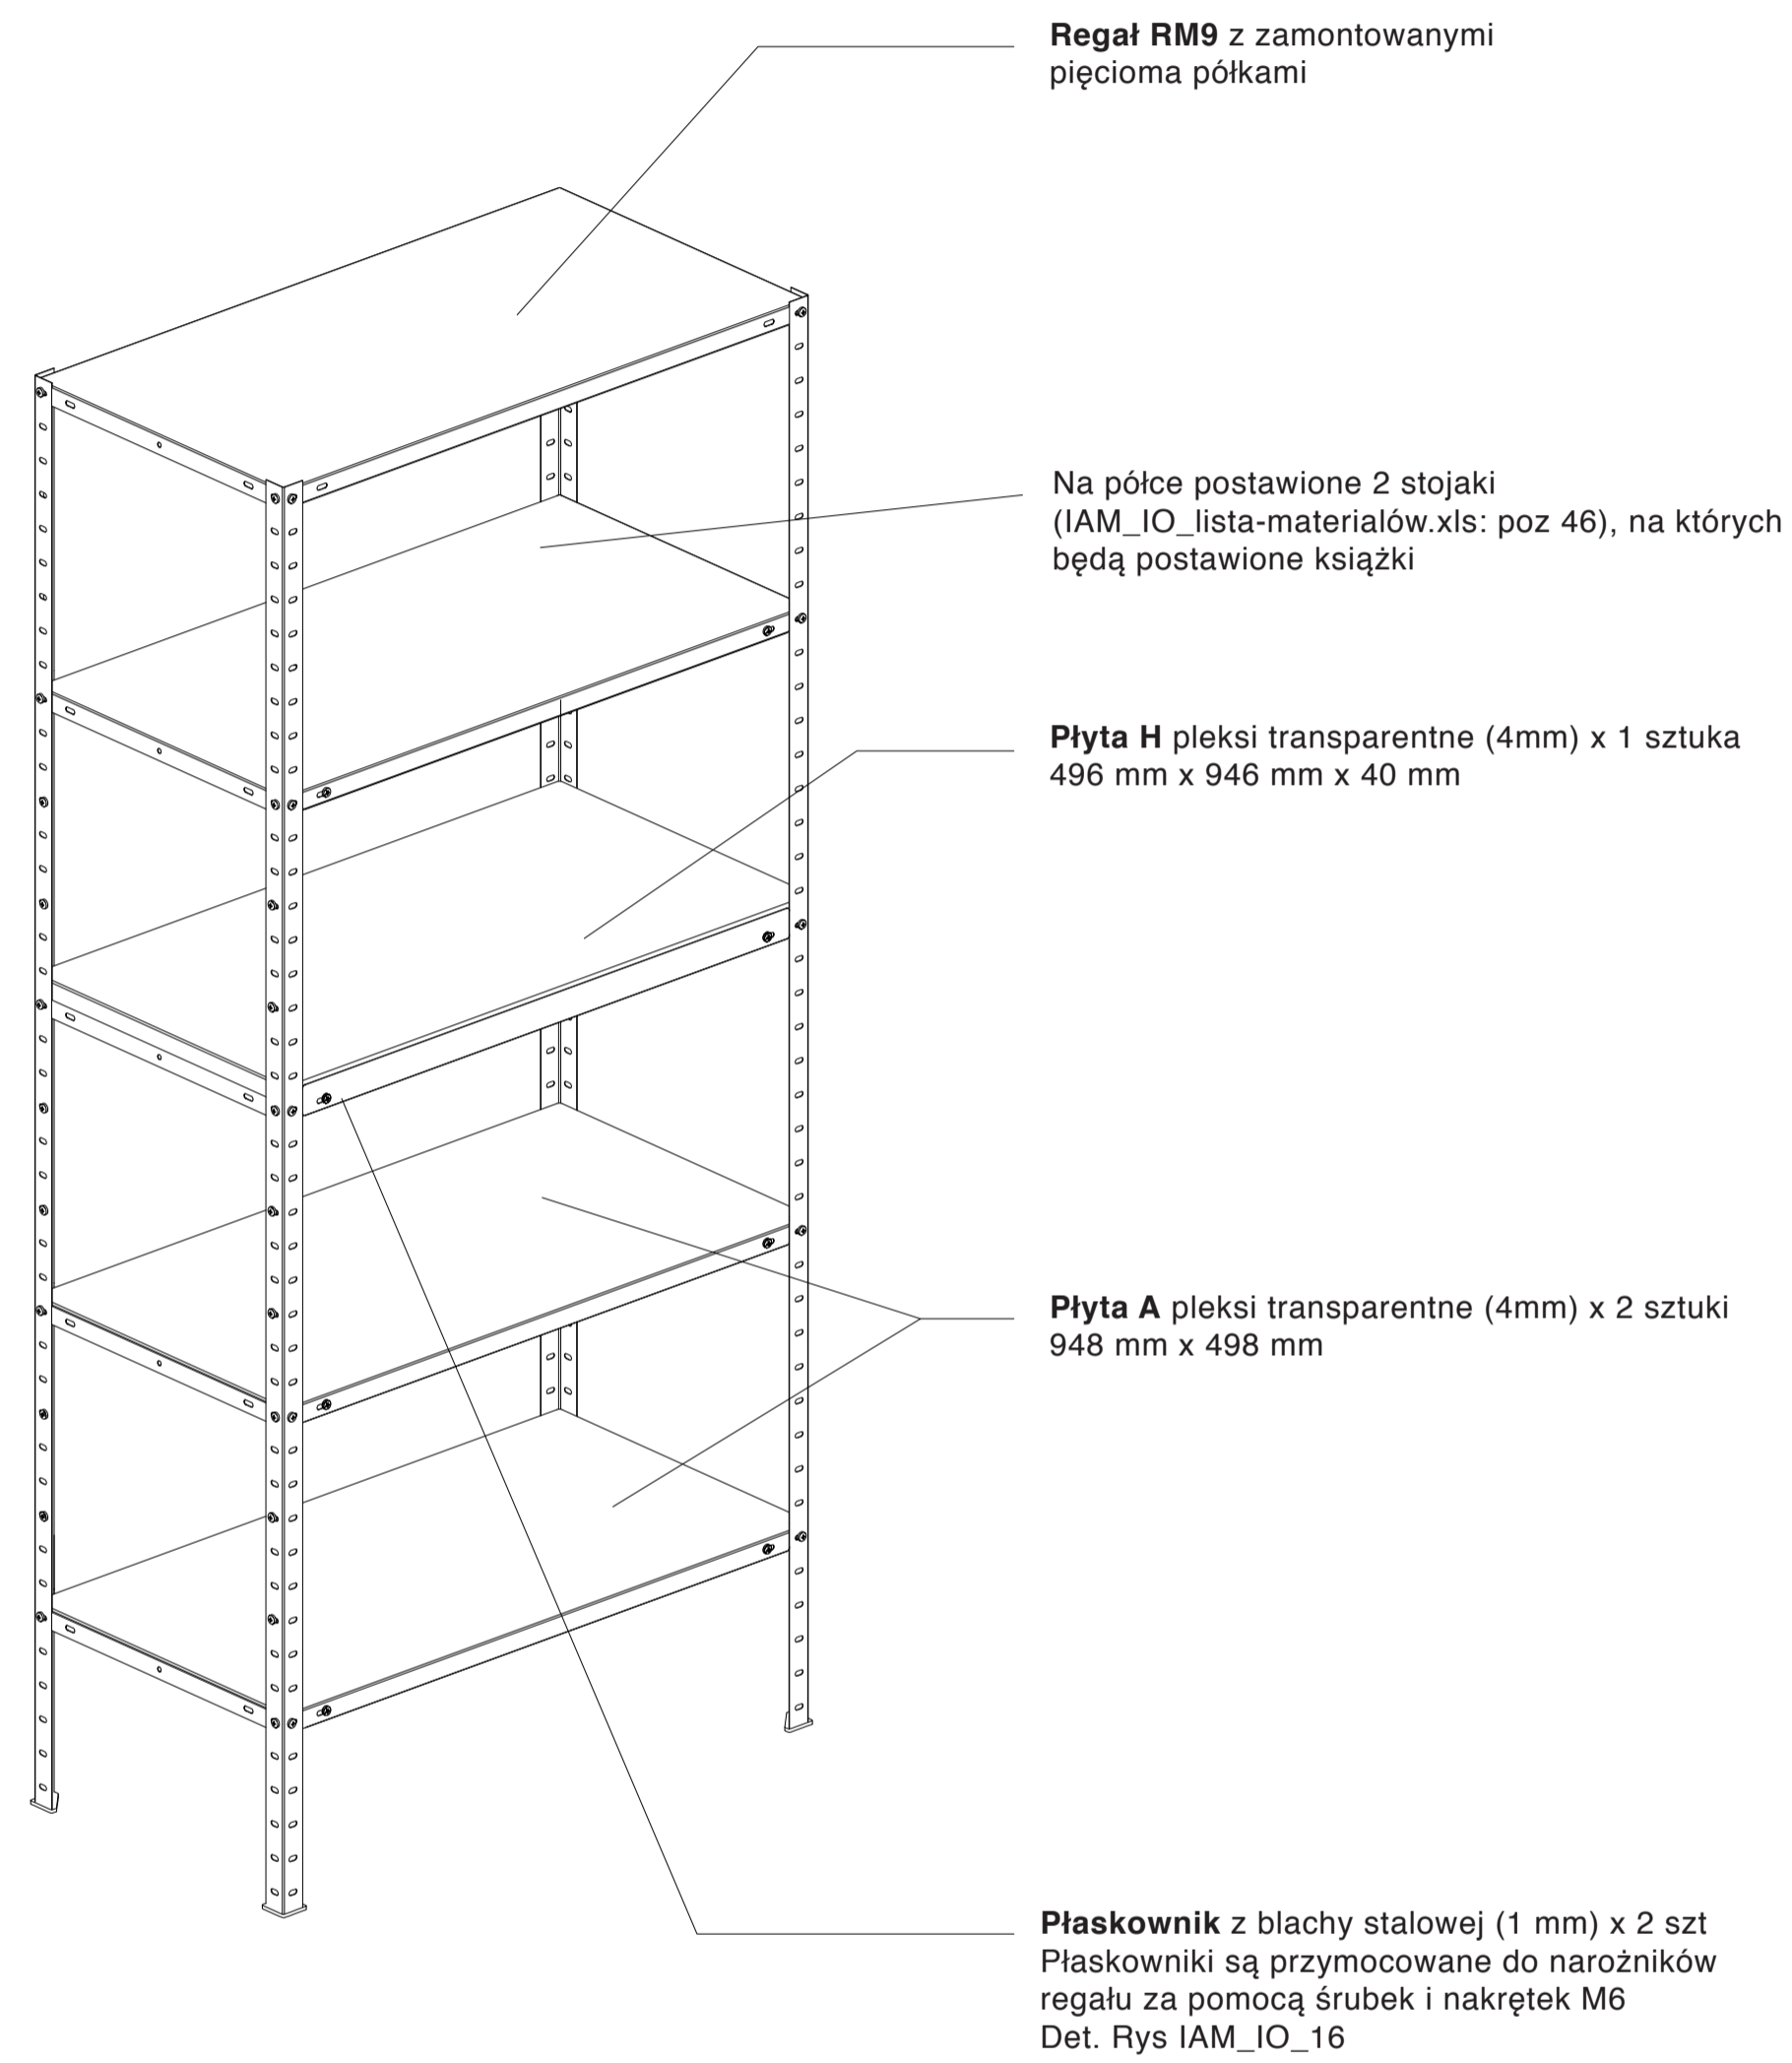 Regał RM9 z zamontowanymi
pięcioma półkami
Na półce postawione 2 stojaki
(IAM_IO_lista-materialów.xls: poz 46), na których
będą postawione książki
Płyta H pleksi transparentne (4mm) x 1 sztuka
496 mm x 946 mm x 40 mm
Płyta A pleksi transparentne (4mm) x 2 sztuki
948 mm x 498 mm
Płaskownik z blachy stalowej (1 mm) x 2 szt
Płaskowniki są przymocowane do narożników
regału za pomocą śrubek i nakrętek M6
Det. Rys IAM_IO_16